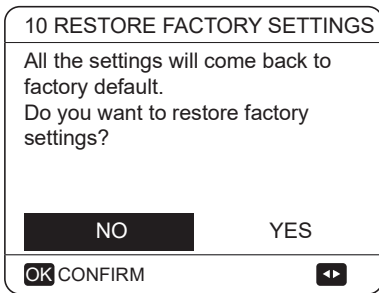 10 RESTORE FACTORY SETTINGS
All the settings will come back to
factory default.
Do you want to restore factory
settings?
NO YES
OK CONFIRM